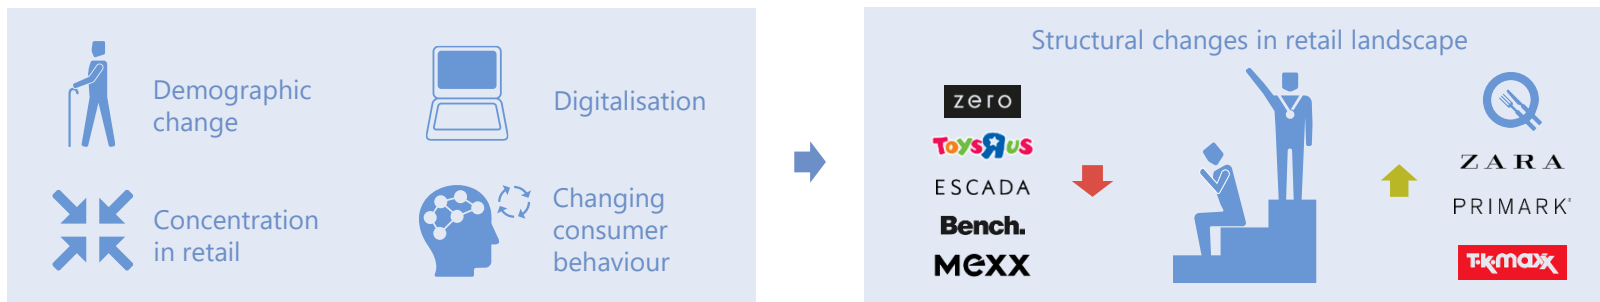 Demographic
change
Digitalisation
Concentration
in retail
Changing
consumer
behaviour
Structural changes in retail landscape
zero
ToysRus
ESCADA
Bench.
mexx
ZARA
PRIMARK®
T·K·maxx